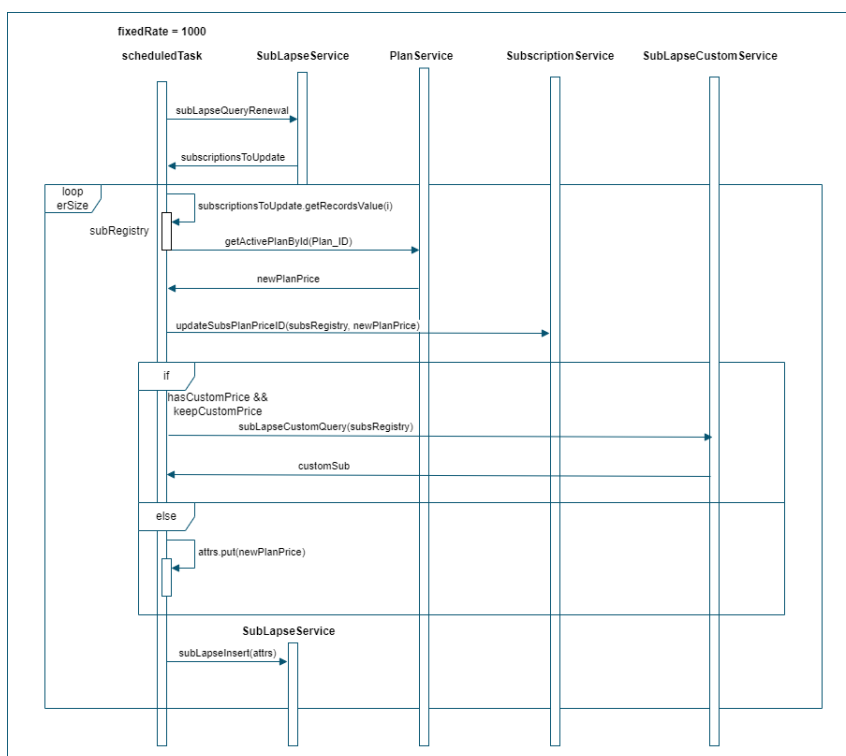 fixedRate = 1000
scheduledTask
SubLapseService
PlanService
SubscriptionService
SubLapseCustomService
subLapseQueryRenewal
subscriptionsToUpdate
loop
erSize
subscriptionsToUpdate.getRecordsValue(i)
subRegistry
getActivePlanById(Plan_ID)
newPlanPrice
updateSubsPlanPriceID(subsRegistry, newPlanPrice)
if
hasCustomPrice &&
keepCustomPrice
subLapseCustomQuery(subsRegistry)
customSub
else
attrs.put(newPlanPrice)
SubLapseService
subLapseInsert(attrs)